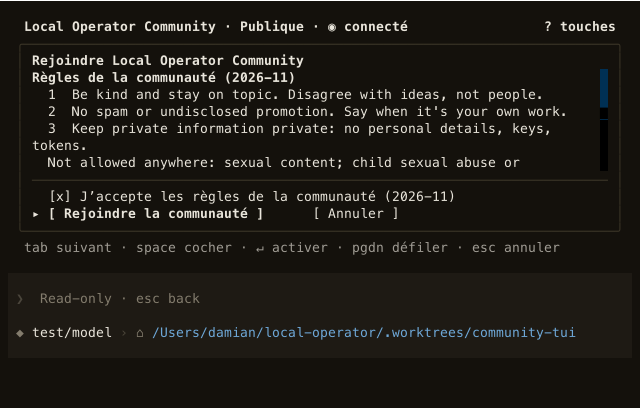 Local Operator Community · Publique · ◉ connecté ? touches
Rejoindre Local Operator Community
Règles de la communauté (2026-11)
1 Be kind and stay on topic. Disagree with ideas, not people.
2 No spam or undisclosed promotion. Say when it's your own work.
3 Keep private information private: no personal details, keys,
tokens.
Not allowed anywhere: sexual content; child sexual abuse or
[x] J’accepte les règles de la communauté (2026-11)
▸ [ Rejoindre la communauté ] [ Annuler ]
tab suivant · space cocher · ↵ activer · pgdn défiler · esc annuler
❯ Read-only · esc back
◆ test/model › ⌂ /Users/damian/local-operator/.worktrees/community-tui